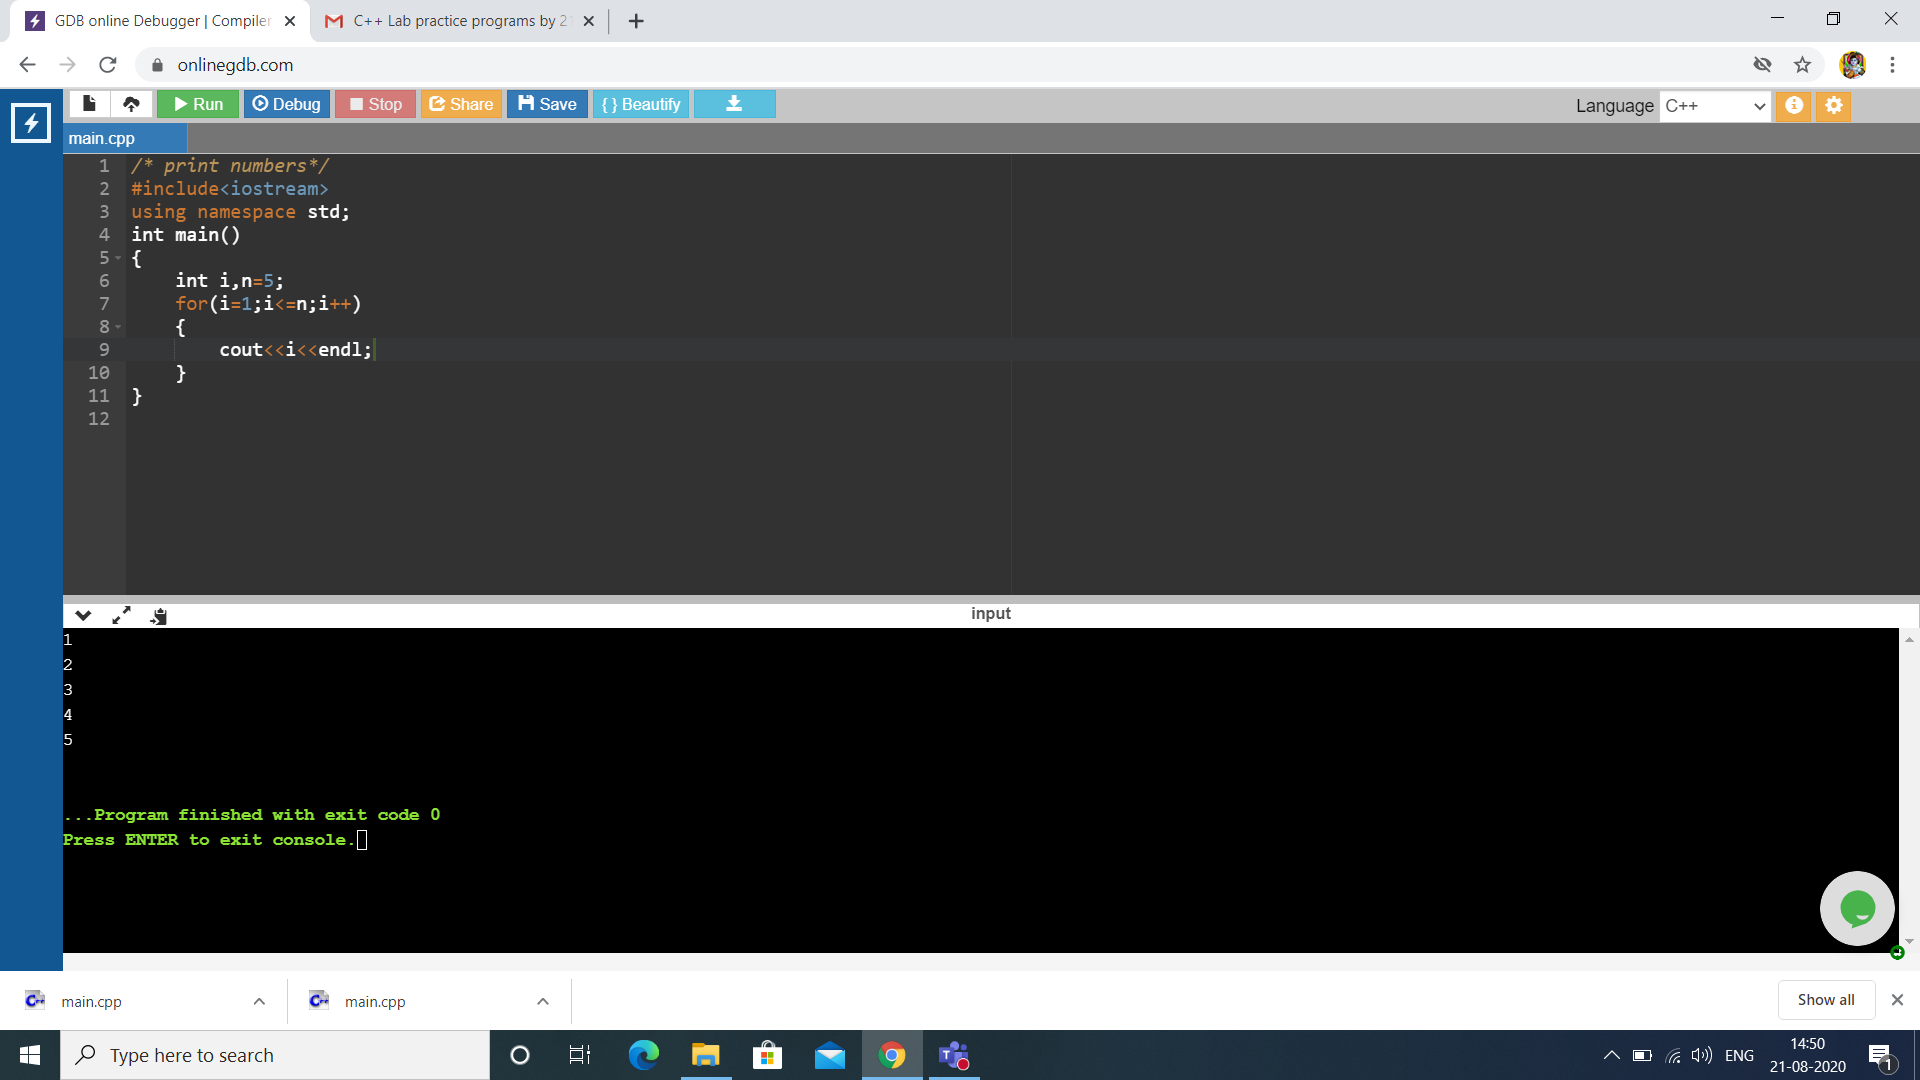 GDB online Debugger | Compiler
C++ Lab practice programs by 2
onlinegdb.com
Run Debug Stop Share Save { } Beautify
Language C++
main.cpp
1 /* print numbers*/
2 #include<iostream>
3 using namespace std;
4 int main()
5 {
6 int i,n=5;
7 for(i=1;i<=n;i++)
8 {
9 cout<<i<<endl;
10 }
11 }
12
input
1
2
3
4
5
...Program finished with exit code 0
Press ENTER to exit console.
main.cpp
main.cpp
Show all
Type here to search
ENG
14:50
21-08-2020
1